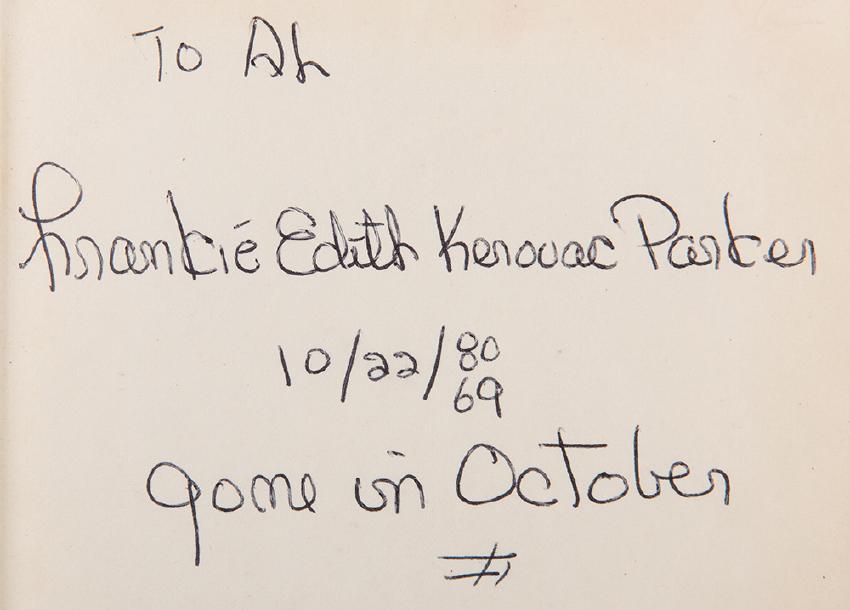 To Al
Frankie Edith Kerouac Parker
10/22/80
69
gone in October
#